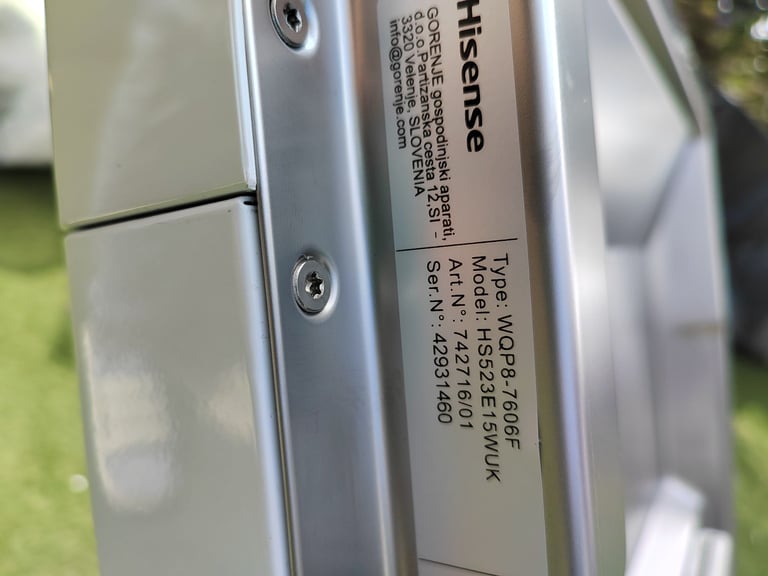 Hisense
GORENJE gospodinjski aparati,
d.o.o,Partizanska cesta 12,SI -
3320 Velenje, SLOVENIA
info@gorenje.com
Type: WQP8-7606F
Model: HS523E15WUK
Art.N°: 742716/01
Ser.N°: 42931460